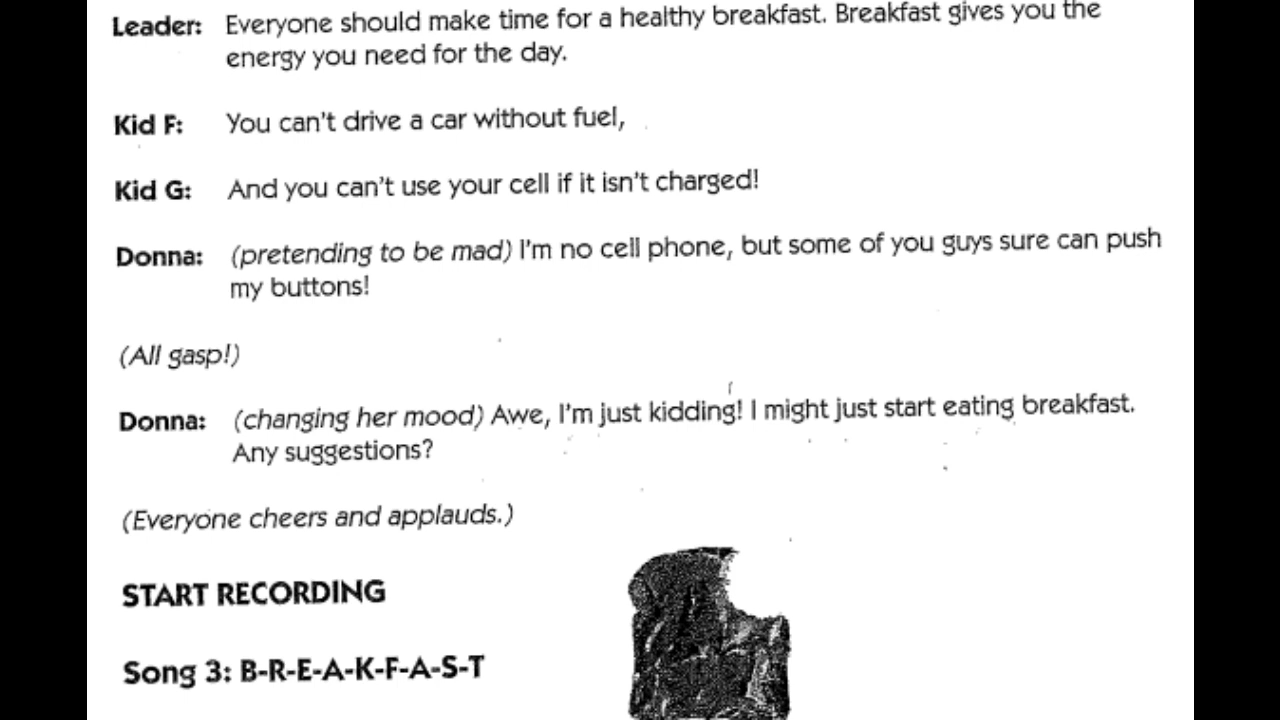 Leader: Everyone should make time for a healthy breakfast. Breakfast gives you the
energy you need for the day.
Kid F: You can't drive a car without fuel,
Kid G: And you can't use your cell if it isn't charged!
Donna: (pretending to be mad) I'm no cell phone, but some of you guys sure can push
my buttons!
(All gasp!)
Donna: (changing her mood) Awe, I'm just kidding! I might just start eating breakfast.
Any suggestions?
(Everyone cheers and applauds.)
START RECORDING
Song 3: B-R-E-A-K-F-A-S-T